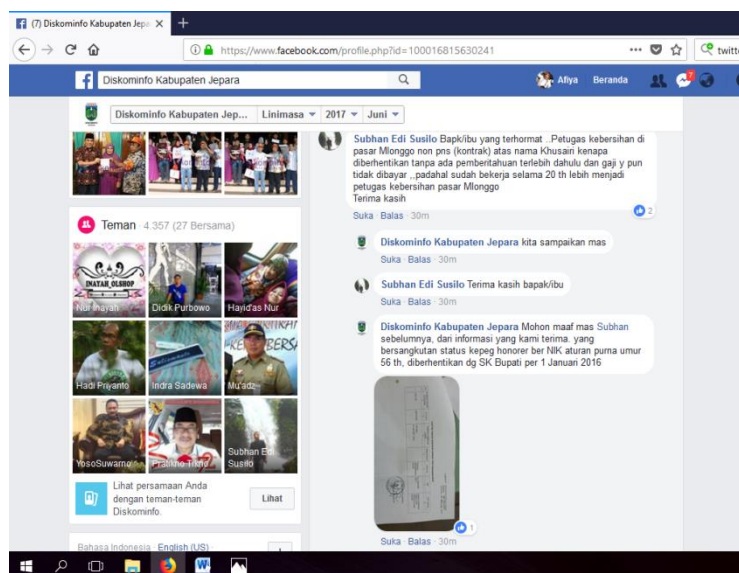 (7) Diskominfo Kabupaten Jepa
https://www.facebook.com/profile.php?id=100016815630241
Diskominfo Kabupaten Jepara
Afiya
Beranda
7
Diskominfo Kabupaten Jep...
Linimasa
2017
Juni
Teman 4.357 (27 Bersama)
INAYAH_OLSHOP
Nur Inayah
Didik Purbowo
Hayid'as Nur
Hadi Priyanto
Indra Sadewa
Mu'adz
YosoSuwarno
Pratikno Trisno
Subhan Edi
Susilo
Lihat persamaan Anda
dengan teman-teman
Diskominfo.
Lihat
Bahasa Indonesia · English (US) ·
Subhan Edi Susilo Bapk/ibu yang terhormat ..Petugas kebersihan di
pasar Mlonggo non pns (kontrak) atas nama Khusairi kenapa
diberhentikan tanpa ada pemberitahuan terlebih dahulu dan gaji y pun
tidak dibayar ,,padahal sudah bekerja selama 20 th lebih menjadi
petugas kebersihan pasar Mlonggo
Terima kasih
2
Suka · Balas · 30m
Diskominfo Kabupaten Jepara kita sampaikan mas
Suka · Balas · 30m
Subhan Edi Susilo Terima kasih bapak/ibu
Suka · Balas · 30m
Diskominfo Kabupaten Jepara Mohon maaf mas Subhan
sebelumnya, dari informasi yang kami terima. yang
bersangkutan status kepeg honorer ber NIK aturan purna umur
56 th, diberhentikan dg SK Bupati per 1 Januari 2016
1
Suka · Balas · 30m